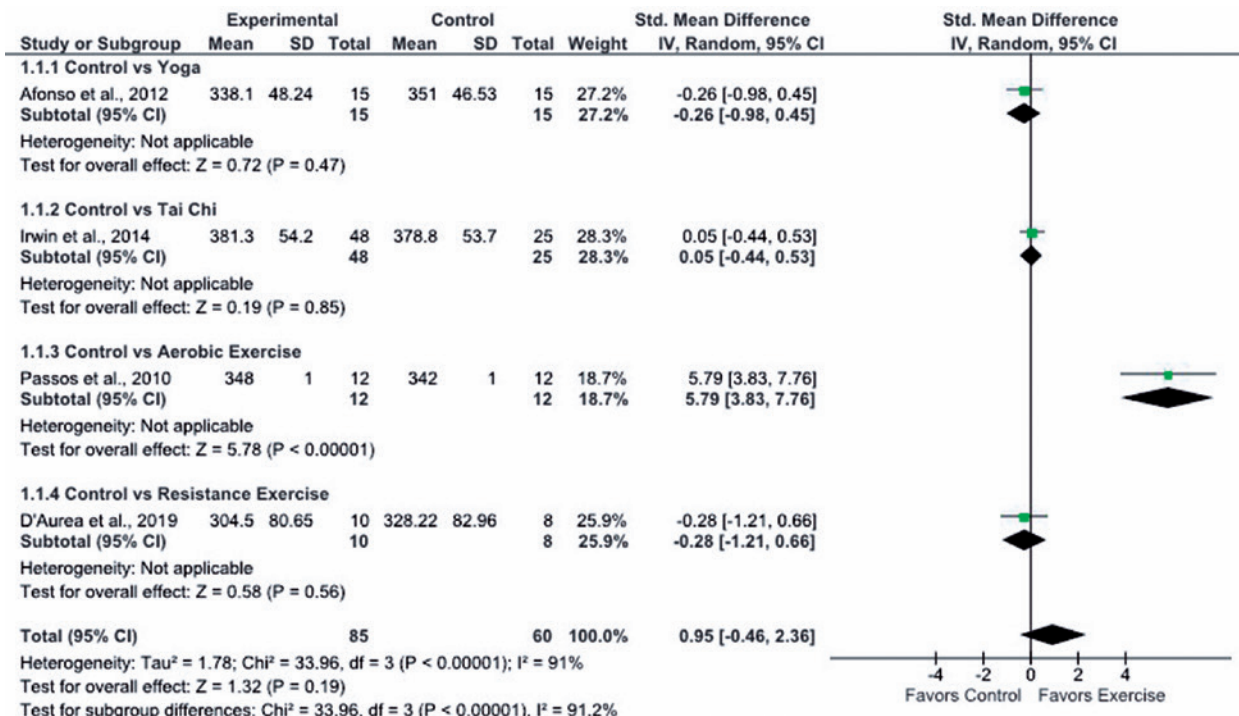 Experimental Control Std. Mean Difference Std. Mean Difference
Study or Subgroup Mean SD Total Mean SD Total Weight IV, Random, 95% CI IV, Random, 95% CI
1.1.1 Control vs Yoga
Afonso et al., 2012 338.1 48.24 15 351 46.53 15 27.2% -0.26 [-0.98, 0.45]
Subtotal (95% CI) 15 15 27.2% -0.26 [-0.98, 0.45]
Heterogeneity: Not applicable
Test for overall effect: Z = 0.72 (P = 0.47)
1.1.2 Control vs Tai Chi
Irwin et al., 2014 381.3 54.2 48 378.8 53.7 25 28.3% 0.05 [-0.44, 0.53]
Subtotal (95% CI) 48 25 28.3% 0.05 [-0.44, 0.53]
Heterogeneity: Not applicable
Test for overall effect: Z = 0.19 (P = 0.85)
1.1.3 Control vs Aerobic Exercise
Passos et al., 2010 348 1 12 342 1 12 18.7% 5.79 [3.83, 7.76]
Subtotal (95% CI) 12 12 18.7% 5.79 [3.83, 7.76]
Heterogeneity: Not applicable
Test for overall effect: Z = 5.78 (P < 0.00001)
1.1.4 Control vs Resistance Exercise
D'Aurea et al., 2019 304.5 80.65 10 328.22 82.96 8 25.9% -0.28 [-1.21, 0.66]
Subtotal (95% CI) 10 8 25.9% -0.28 [-1.21, 0.66]
Heterogeneity: Not applicable
Test for overall effect: Z = 0.58 (P = 0.56)
Total (95% CI) 85 60 100.0% 0.95 [-0.46, 2.36]
Heterogeneity: Tau² = 1.78; Chi² = 33.96, df = 3 (P < 0.00001); I² = 91%
Test for overall effect: Z = 1.32 (P = 0.19)
Test for subgroup differences: Chi² = 33.96, df = 3 (P < 0.00001), I² = 91.2%
-4 -2 0 2 4
Favors Control Favors Exercise